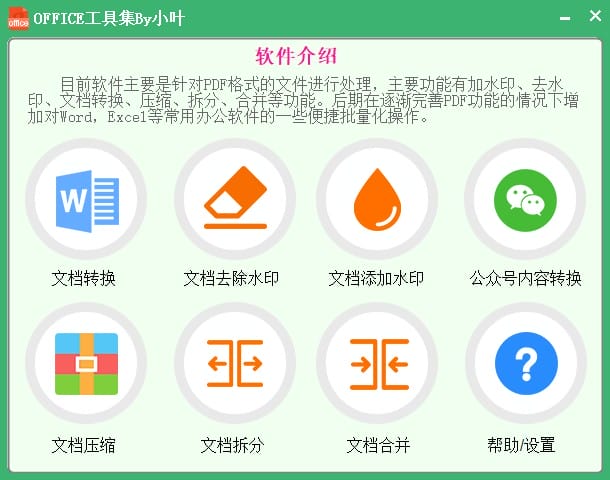 office
OFFICE工具集By小叶
软件介绍
目前软件主要是针对PDF格式的文件进行处理，主要功能有加水印、去水
印、文档转换、压缩、拆分、合并等功能。后期在逐渐完善PDF功能的情况下增
加对Word，Excel等常用办公软件的一些便捷批量化操作。
W
文档转换
文档去除水印
文档添加水印
公众号内容转换
?
文档压缩
文档拆分
文档合并
帮助/设置